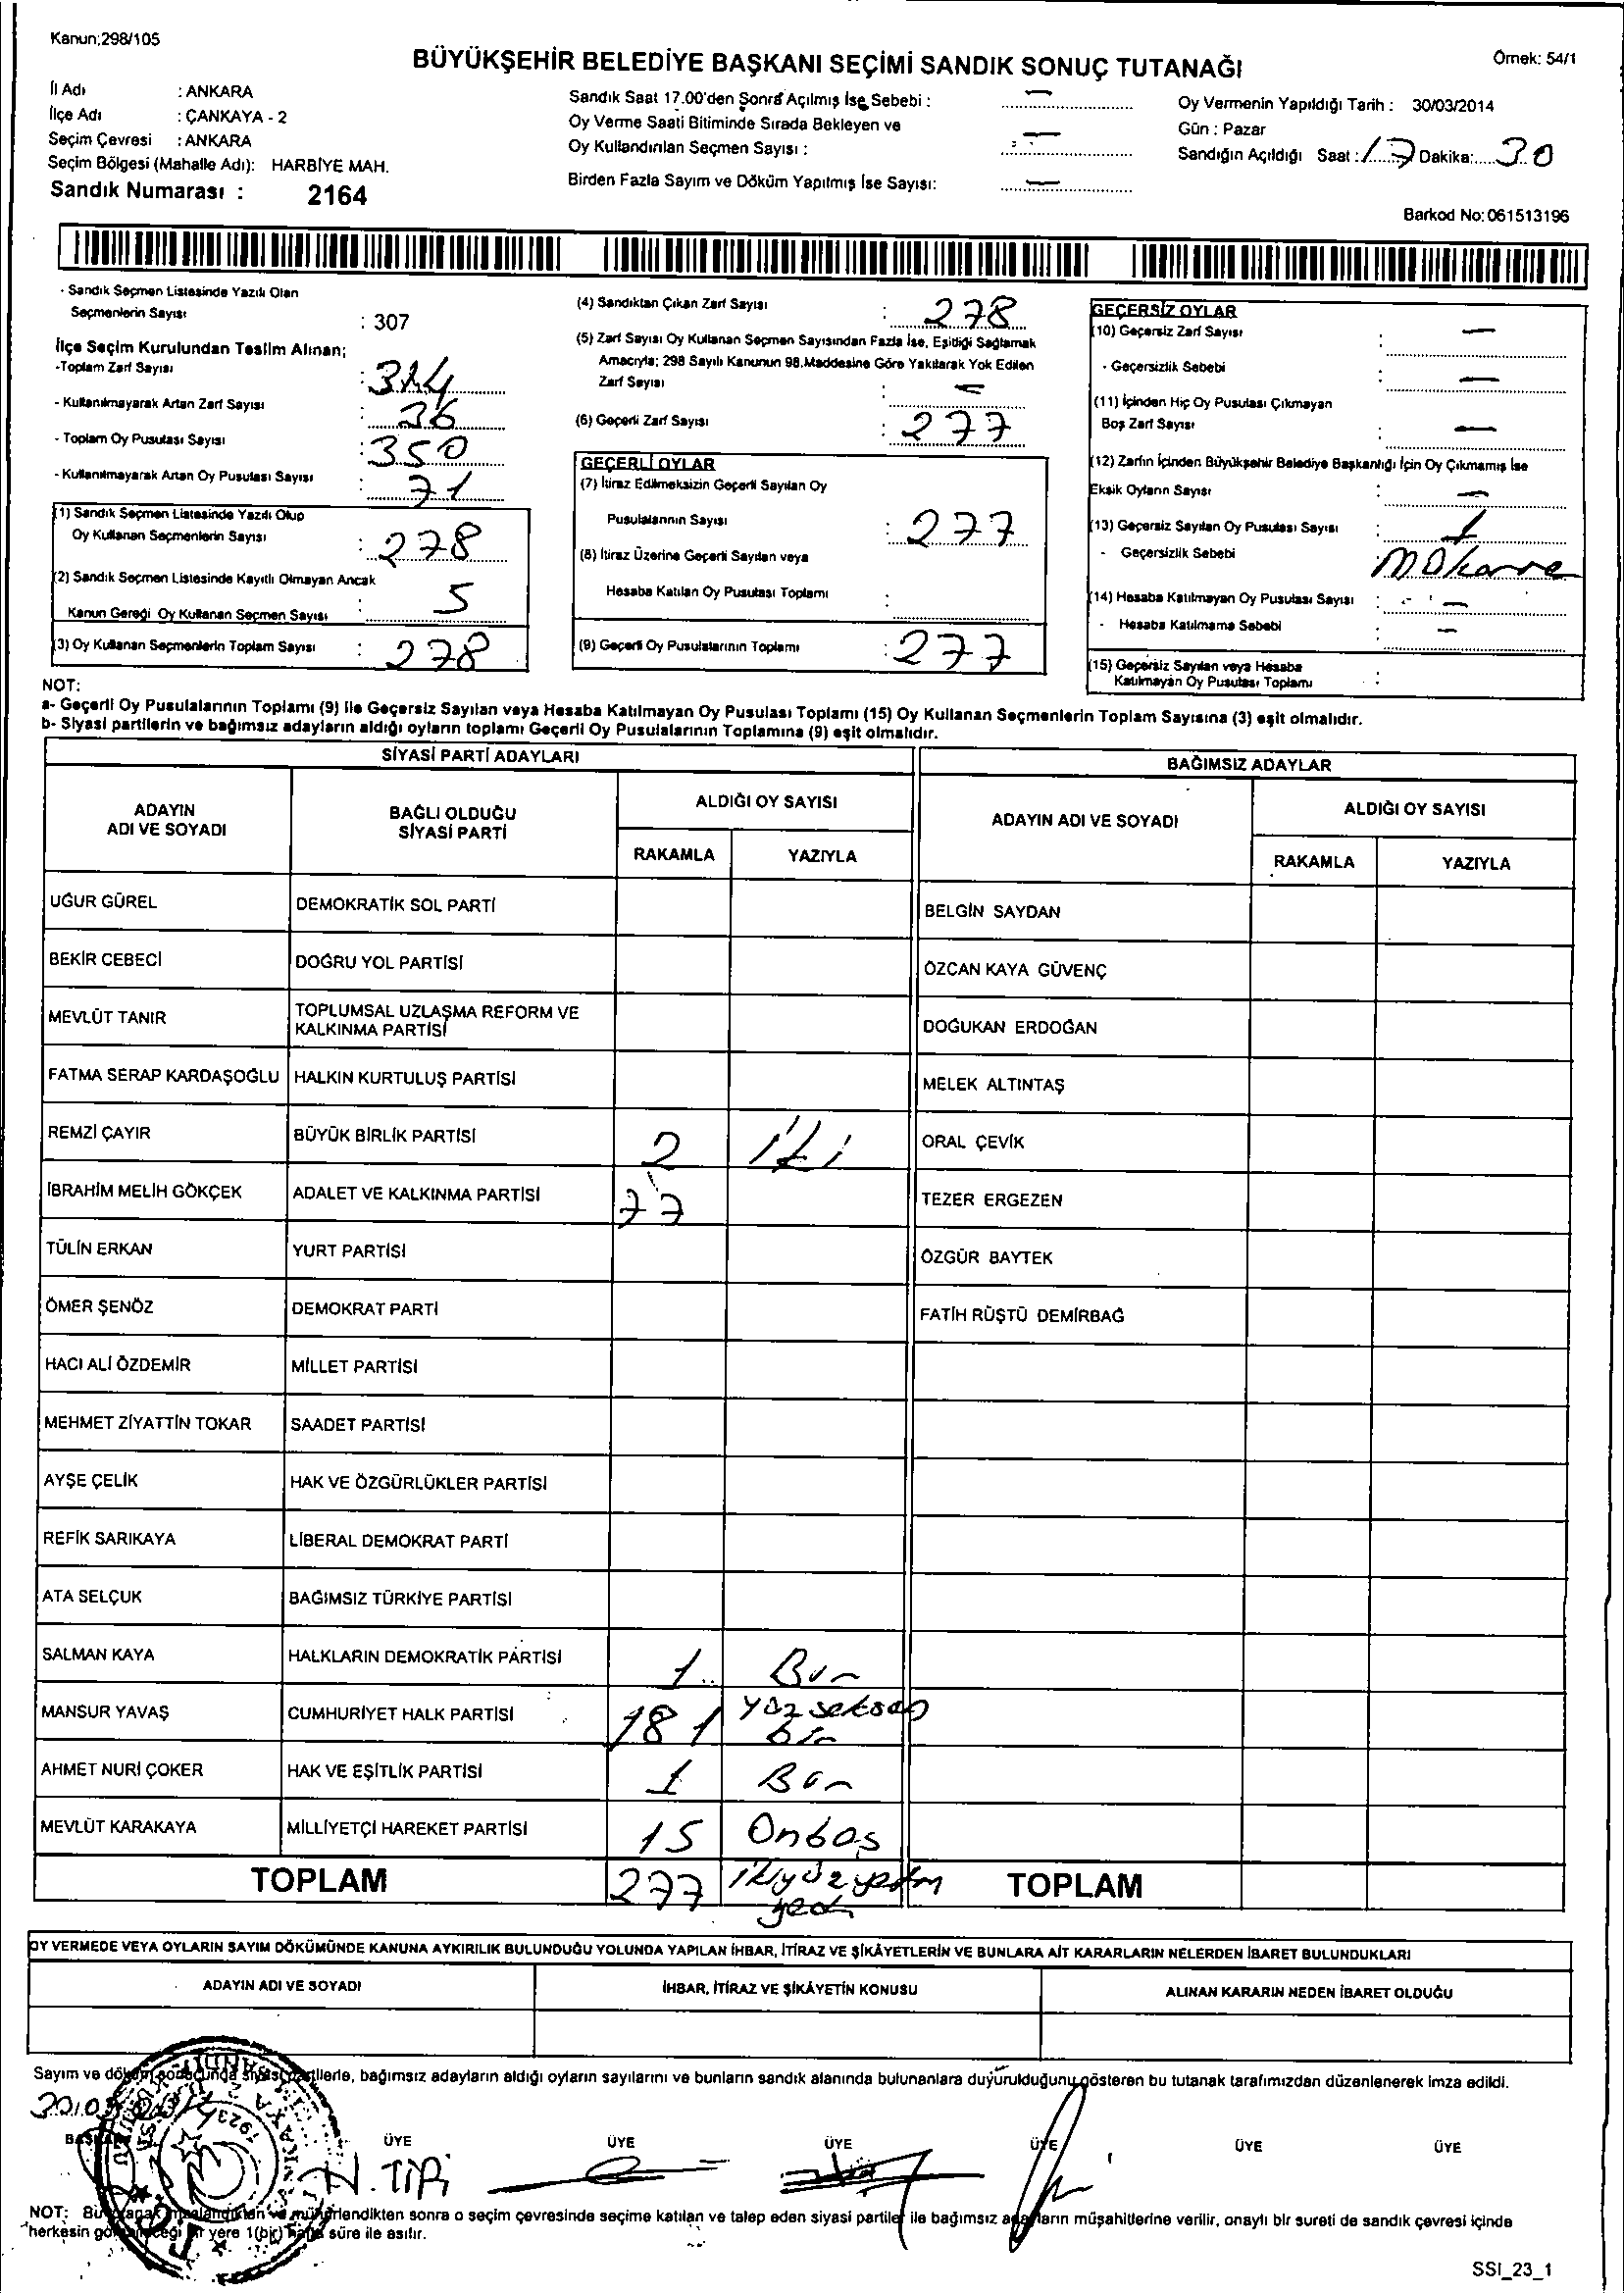 Kanun;298/105
BÜYÜKŞEHİR BELEDİYE BAŞKANI SEÇİMİ SANDIK SONUÇ TUTANAĞI
Örnek: 54/1
İl Adı : ANKARA
İlçe Adı : ÇANKAYA - 2
Seçim Çevresi : ANKARA
Seçim Bölgesi (Mahalle Adı): HARBİYE MAH.
Sandık Numarası : 2164
Sandık Saat 17.00'den Sonra Açılmış İse Sebebi : —
Oy Verme Saati Bitiminde Sırada Bekleyen ve
Oy Kullandırılan Seçmen Sayısı : —
Birden Fazla Sayım ve Döküm Yapılmış İse Sayısı: —
Oy Vermenin Yapıldığı Tarih : 30/03/2014
Gün : Pazar
Sandığın Açıldığı Saat : 17 Dakika: 30
Barkod No: 061513196
- Sandık Seçmen Listesinde Yazılı Olan
Seçmenlerin Sayısı : 307
İlçe Seçim Kurulundan Teslim Alınan;
-Toplam Zarf Sayısı : 314
- Kullanılmayarak Artan Zarf Sayısı : 36
- Toplam Oy Pusulası Sayısı : 350
- Kullanılmayarak Artan Oy Pusulası Sayısı : 71
(1) Sandık Seçmen Listesinde Yazılı Olup
Oy Kullanan Seçmenlerin Sayısı : 278
(2) Sandık Seçmen Listesinde Kayıtlı Olmayan Ancak
Kanun Gereği Oy Kullanan Seçmen Sayısı : 5
(3) Oy Kullanan Seçmenlerin Toplam Sayısı : 278
(4) Sandıktan Çıkan Zarf Sayısı : 278
(5) Zarf Sayısı Oy Kullanan Seçmen Sayısından Fazla İse, Eşitliği Sağlamak
Amacıyla; 298 Sayılı Kanunun 98.Maddesine Göre Yakılarak Yok Edilen
Zarf Sayısı : —
(6) Geçerli Zarf Sayısı : 277
GEÇERLİ OYLAR
(7) İtiraz Edilmeksizin Geçerli Sayılan Oy
Pusulalarının Sayısı : 277
(8) İtiraz Üzerine Geçerli Sayılan veya
Hesaba Katılan Oy Pusulası Toplamı :
(9) Geçerli Oy Pusulalarının Toplamı : 277
GEÇERSİZ OYLAR
(10) Geçersiz Zarf Sayısı : —
- Geçersizlik Sebebi : —
(11) İçinden Hiç Oy Pusulası Çıkmayan
Boş Zarf Sayısı : —
(12) Zarfın İçinden Büyükşehir Belediye Başkanlığı İçin Oy Çıkmamış İse
Eksik Oyların Sayısı : —
(13) Geçersiz Sayılan Oy Pusulası Sayısı : 1
- Geçersizlik Sebebi
(14) Hesaba Katılmayan Oy Pusulası Sayısı : —
- Hesaba Katılmama Sebebi : —
(15) Geçersiz Sayılan veya Hesaba
Katılmayan Oy Pusulası Toplamı :
NOT:
a- Geçerli Oy Pusulalarının Toplamı (9) ile Geçersiz Sayılan veya Hesaba Katılmayan Oy Pusulası Toplamı (15) Oy Kullanan Seçmenlerin Toplam Sayısına (3) eşit olmalıdır.
b- Siyasi partilerin ve bağımsız adayların aldığı oyların toplamı Geçerli Oy Pusulalarının Toplamına (9) eşit olmalıdır.
SİYASİ PARTİ ADAYLARI
BAĞIMSIZ ADAYLAR
ADAYIN
ADI VE SOYADI
BAĞLI OLDUĞU
SİYASİ PARTİ
ALDIĞI OY SAYISI
RAKAMLA YAZIYLA
ADAYIN ADI VE SOYADI
ALDIĞI OY SAYISI
RAKAMLA YAZIYLA
UĞUR GÜREL DEMOKRATİK SOL PARTİ BELGİN SAYDAN
BEKİR CEBECİ DOĞRU YOL PARTİSİ ÖZCAN KAYA GÜVENÇ
MEVLÜT TANIR TOPLUMSAL UZLAŞMA REFORM VE
KALKINMA PARTİSİ DOĞUKAN ERDOĞAN
FATMA SERAP KARDAŞOĞLU HALKIN KURTULUŞ PARTİSİ MELEK ALTINTAŞ
REMZİ ÇAYIR BÜYÜK BİRLİK PARTİSİ 2 iki ORAL ÇEVİK
İBRAHİM MELİH GÖKÇEK ADALET VE KALKINMA PARTİSİ 77 TEZER ERGEZEN
TÜLİN ERKAN YURT PARTİSİ ÖZGÜR BAYTEK
ÖMER ŞENÖZ DEMOKRAT PARTİ FATİH RÜŞTÜ DEMİRBAĞ
HACI ALİ ÖZDEMİR MİLLET PARTİSİ
MEHMET ZİYATTİN TOKAR SAADET PARTİSİ
AYŞE ÇELİK HAK VE ÖZGÜRLÜKLER PARTİSİ
REFİK SARIKAYA LİBERAL DEMOKRAT PARTİ
ATA SELÇUK BAĞIMSIZ TÜRKİYE PARTİSİ
SALMAN KAYA HALKLARIN DEMOKRATİK PARTİSİ 1 Bir
MANSUR YAVAŞ CUMHURİYET HALK PARTİSİ 181 yüzseksen
bir
AHMET NURİ ÇOKER HAK VE EŞİTLİK PARTİSİ 1 Bir
MEVLÜT KARAKAYA MİLLİYETÇİ HAREKET PARTİSİ 15 Onbeş
TOPLAM 277 ikiyüzyetmiş
yedi TOPLAM
OY VERMEDE VEYA OYLARIN SAYIM DÖKÜMÜNDE KANUNA AYKIRILIK BULUNDUĞU YOLUNDA YAPILAN İHBAR, İTİRAZ VE ŞİKÂYETLERİN VE BUNLARA AİT KARARLARIN NELERDEN İBARET BULUNDUKLARI
ADAYIN ADI VE SOYADI İHBAR, İTİRAZ VE ŞİKÂYETİN KONUSU ALINAN KARARIN NEDEN İBARET OLDUĞU
Sayım ve döküm sonucunda siyasi partilerle, bağımsız adayların aldığı oyların sayılarını ve bunların sandık alanında bulunanlara duyurulduğunu gösteren bu tutanak tarafımızdan düzenlenerek imza edildi.
30.03.2014
BAŞKAN ÜYE ÜYE ÜYE ÜYE ÜYE ÜYE
1923
NOT: Bu tutanak imzalandıktan ve mühürlendikten sonra o seçim çevresinde seçime katılan ve talep eden siyasi partiler ile bağımsız adayların müşahitlerine verilir, onaylı bir sureti de sandık çevresi içinde
herkesin görebileceği bir yere 1(bir) hafta süre ile asılır.
SSI_23_1